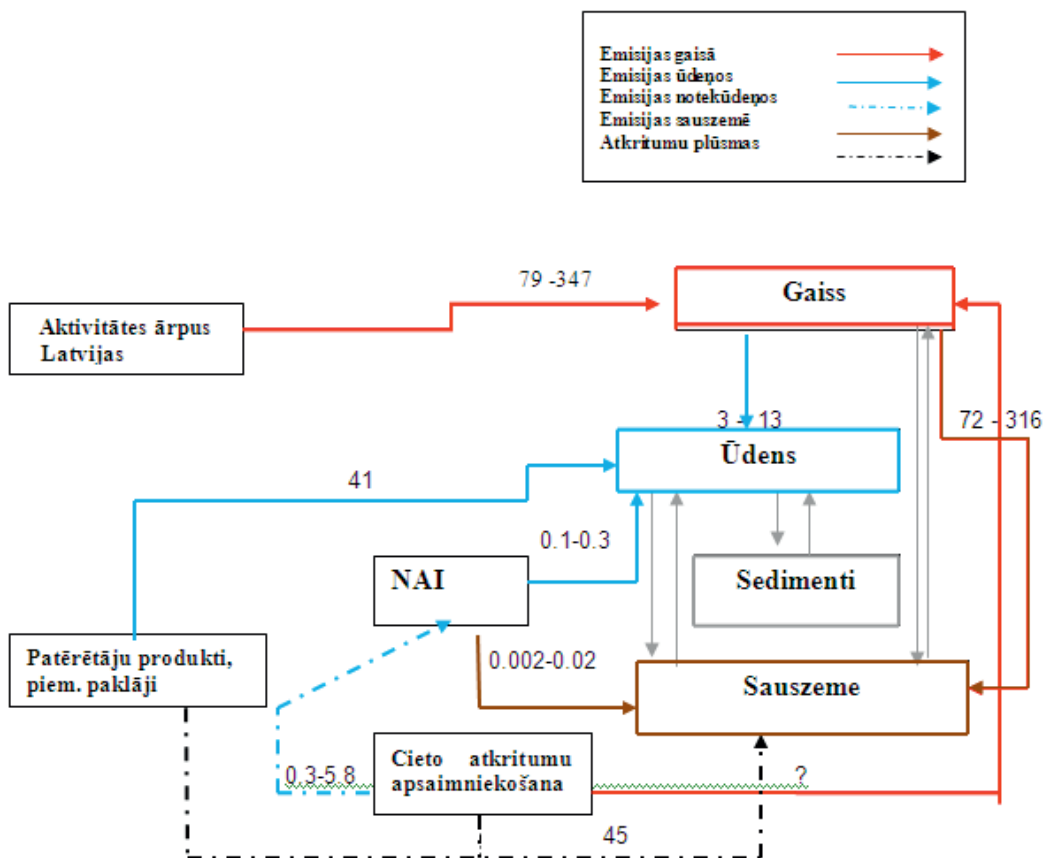 Emisijas gaisā
Emisijas ūdeņos
Emisijas notekūdeņos
Emisijas sauszemē
Atkritumu plūsmas
79 -347
Gaiss
Aktivitātes ārpus
Latvijas
3 - 13
72 - 316
Ūdens
41
0.1-0.3
NAI
Sedimenti
Patērētāju produkti,
piem. paklāji
0.002-0.02
Sauszeme
Cieto atkritumu
apsaimniekošana
0.3-5.8
?
45